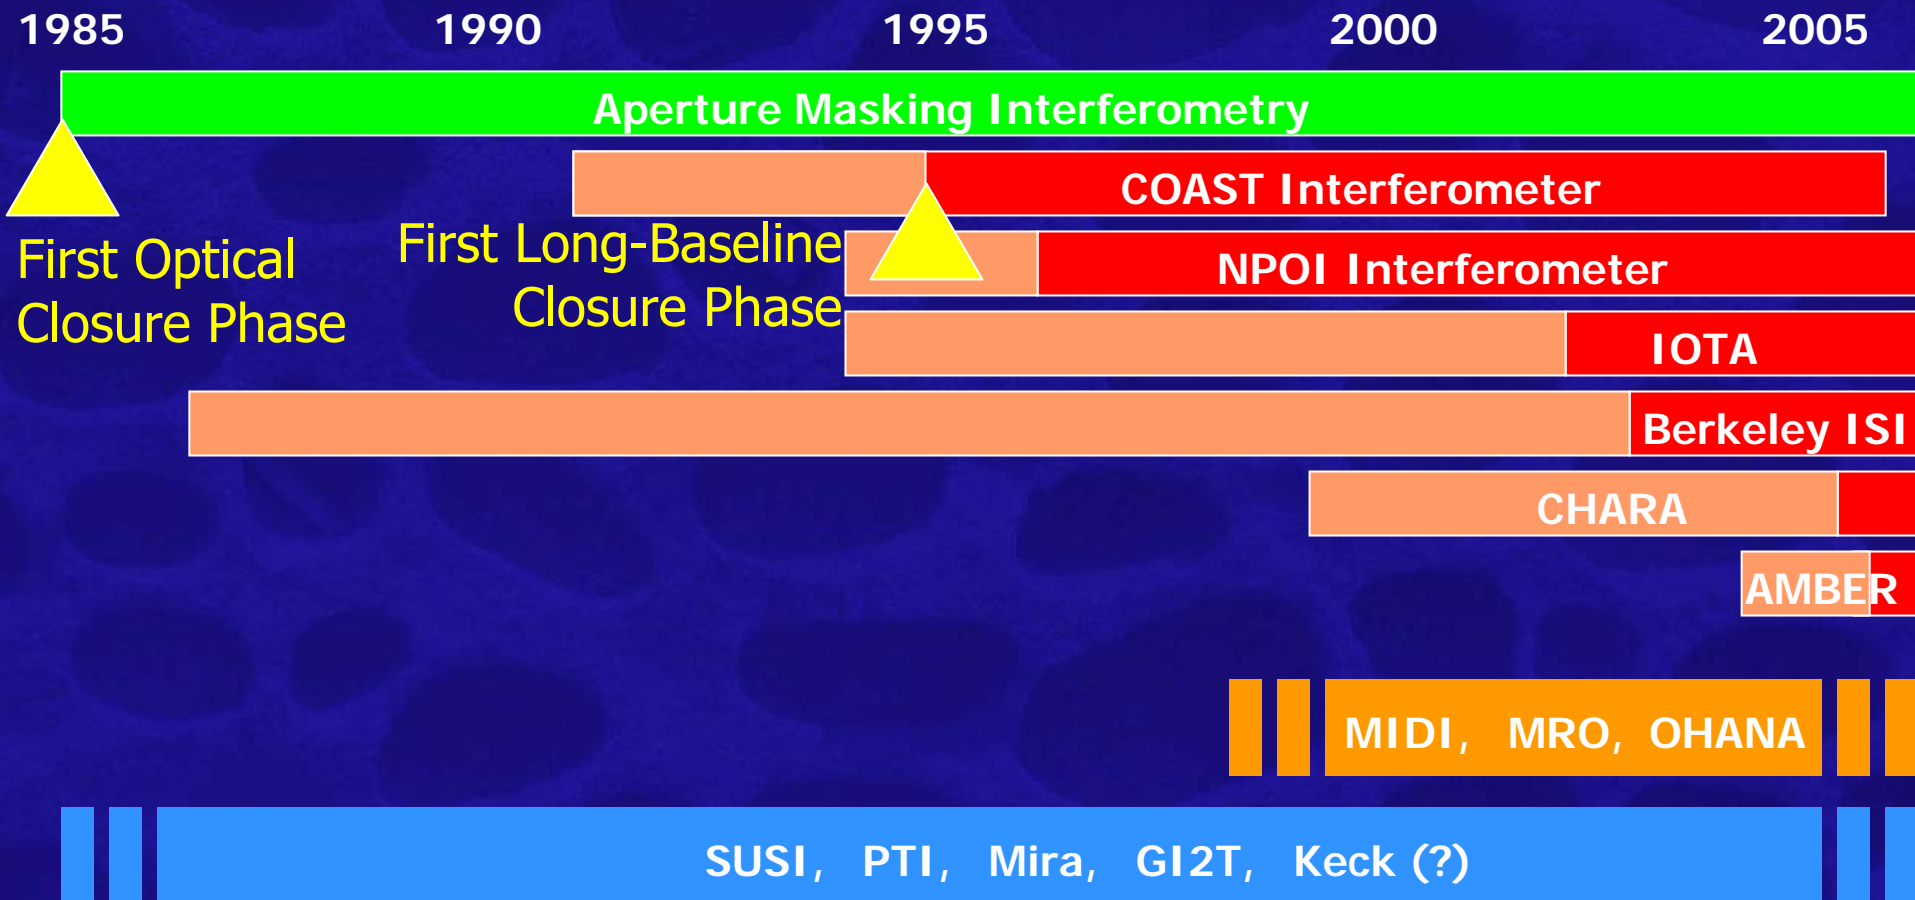 1985 1990 1995 2000 2005
Aperture Masking Interferometry
COAST Interferometer
First Optical
Closure Phase
First Long-Baseline
Closure Phase
NPOI Interferometer
IOTA
Berkeley ISI
CHARA
AMBER
MIDI, MRO, OHANA
SUSI, PTI, Mira, GI2T, Keck (?)